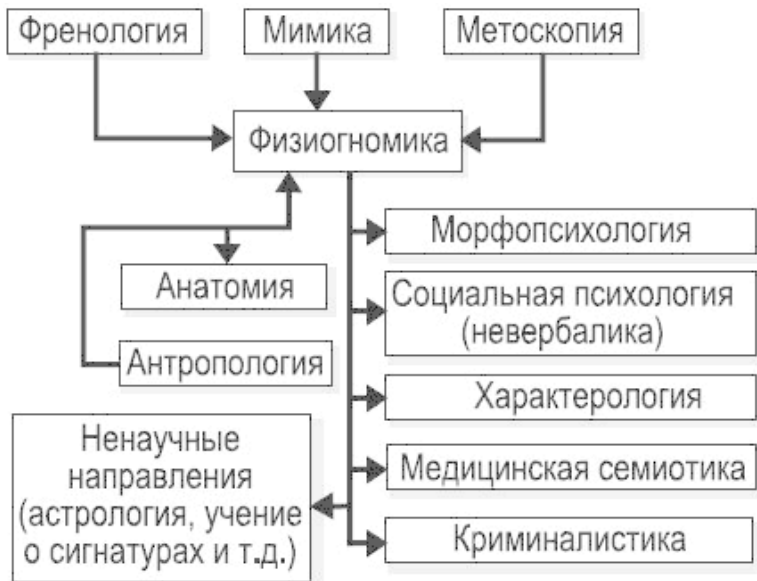 Френология
Мимика
Метоскопия
Физиогномика
Морфопсихология
Анатомия
Социальная психология
(невербалика)
Антропология
Характерология
Ненаучные
направления
(астрология, учение
о сигнатурах и т.д.)
Медицинская семиотика
Криминалистика